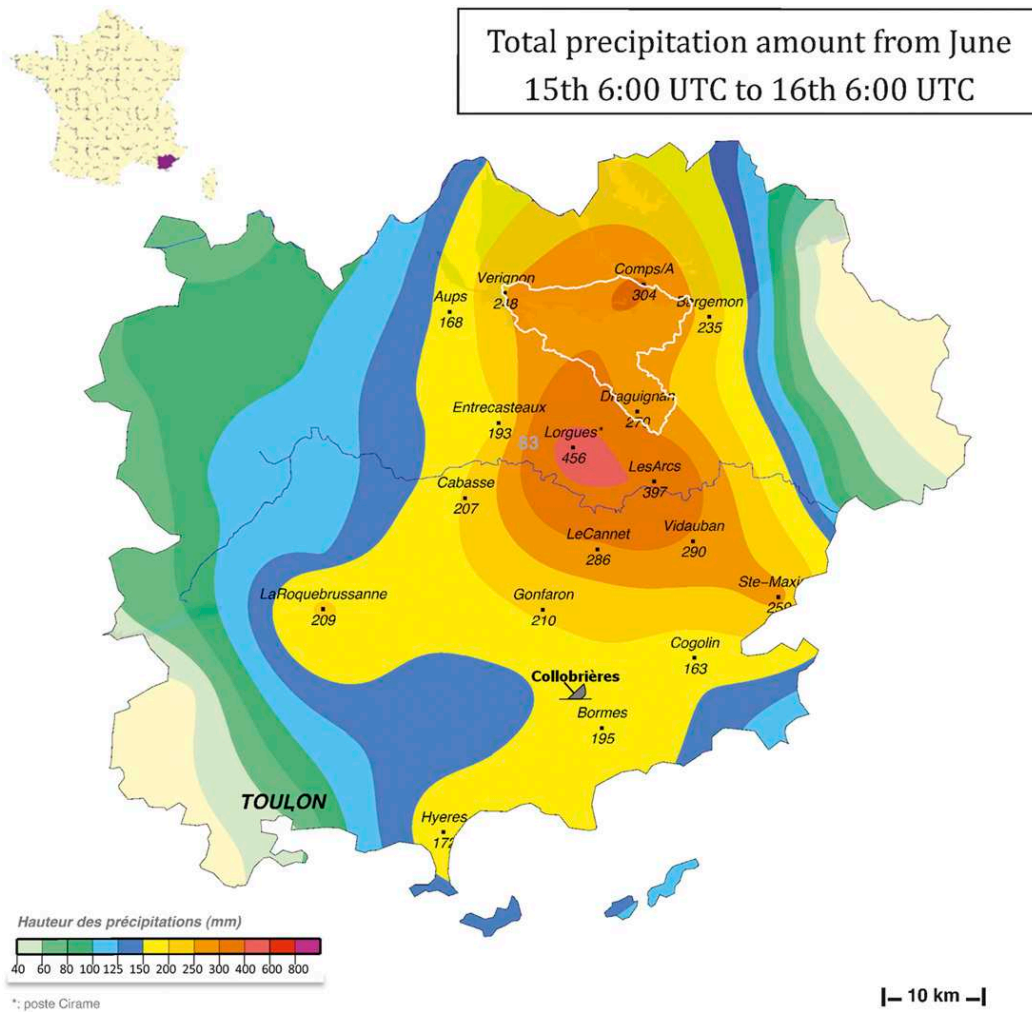 Total precipitation amount from June
15th 6:00 UTC to 16th 6:00 UTC
Verignon
Comps/A
304
Aups
168
Bargemon
235
Draguignan
270
Entrecasteaux
193
83
Lorgues*
456
LesArcs
397
Cabasse
207
LeCannet
286
Vidauban
290
LaRoquebrussanne
209
Gonfaron
210
Cogolin
163
Collobrières
Bormes
195
TOULON
Hyeres
172
Hauteur des précipitations (mm)
40 60 80 100 125 150 200 250 300 400 600 800
*: poste Cirame
10 km